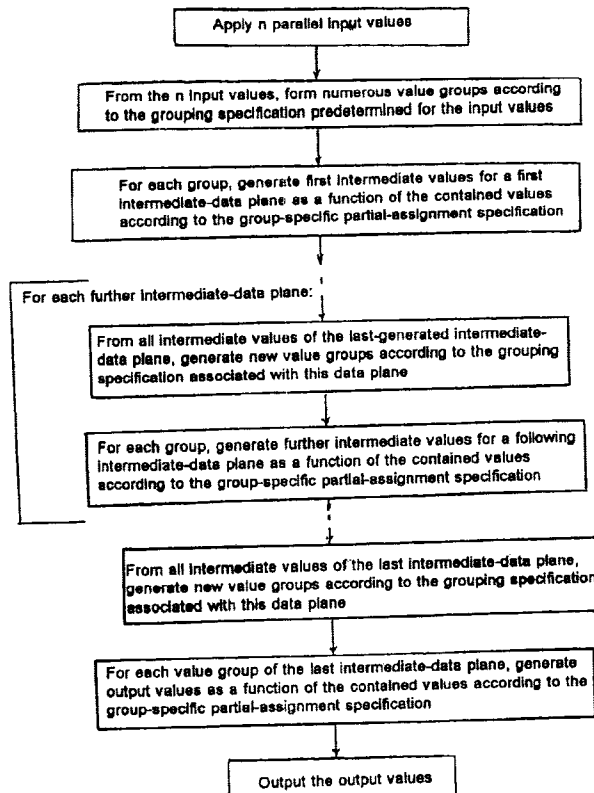 Apply n parallel input values
From the n input values, form numerous value groups according
to the grouping specification predetermined for the input values
For each group, generate first intermediate values for a first
intermediate-data plane as a function of the contained values
according to the group-specific partial-assignment specification
For each further intermediate-data plane:
From all intermediate values of the last-generated intermediate-
data plane, generate new value groups according to the grouping
specification associated with this data plane
For each group, generate further intermediate values for a following
intermediate-data plane as a function of the contained values
according to the group-specific partial-assignment specification
From all intermediate values of the last intermediate-data plane,
generate new value groups according to the grouping specification
associated with this data plane
For each value group of the last intermediate-data plane, generate
output values as a function of the contained values according to the
group-specific partial-assignment specification
Output the output values